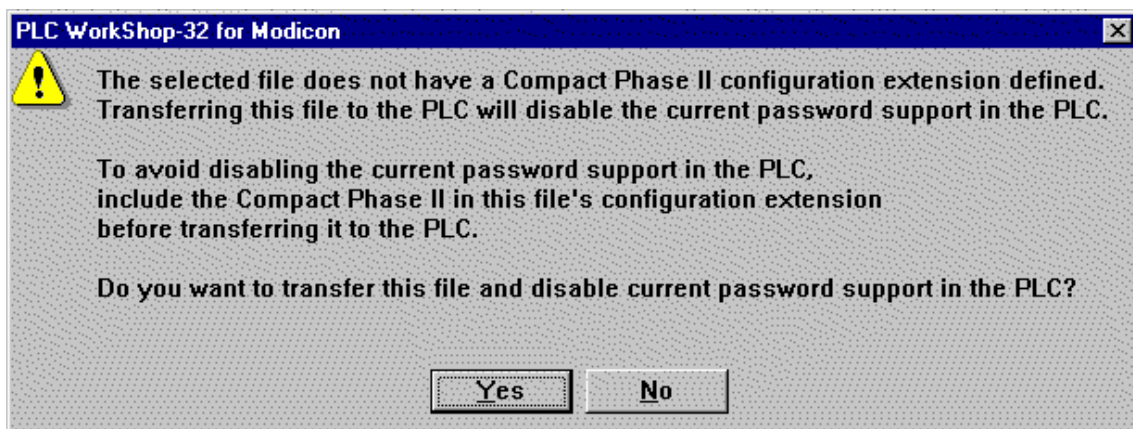 PLC WorkShop-32 for Modicon
The selected file does not have a Compact Phase II configuration extension defined.
Transferring this file to the PLC will disable the current password support in the PLC.
To avoid disabling the current password support in the PLC,
include the Compact Phase II in this file's configuration extension
before transferring it to the PLC.
Do you want to transfer this file and disable current password support in the PLC?
Yes No